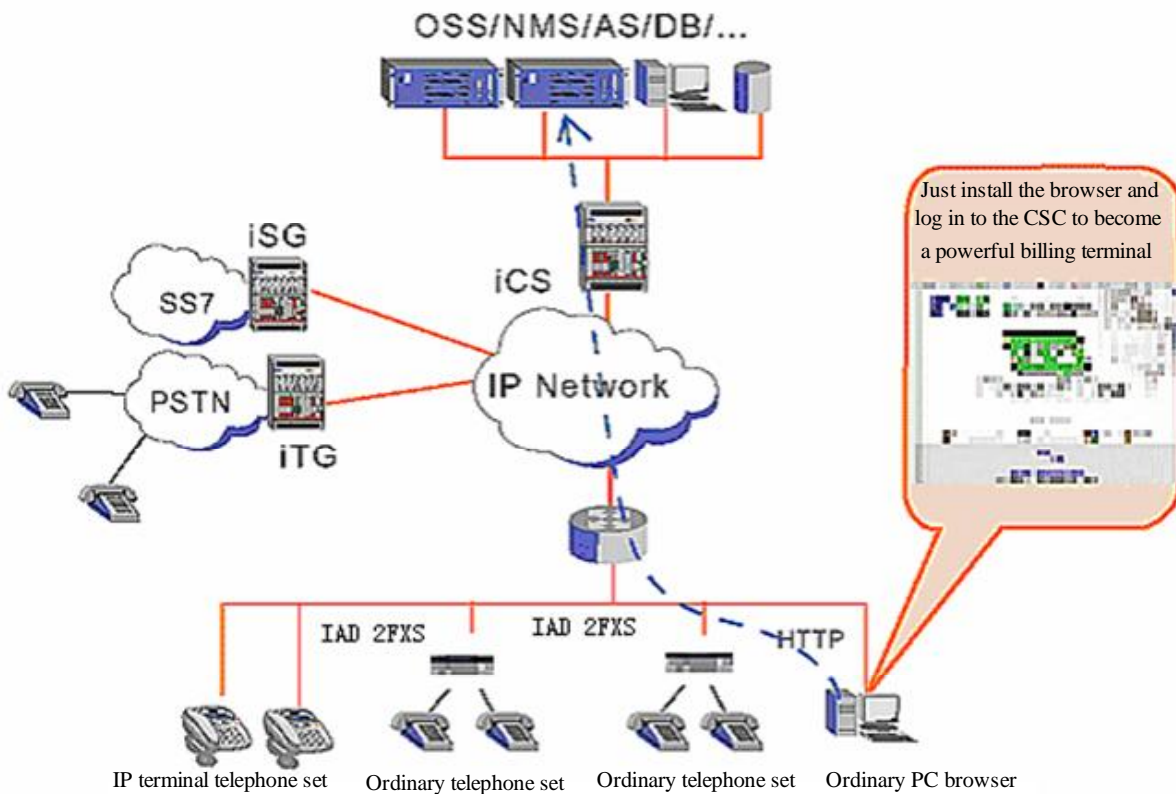 OSS/NMS/AS/DB/...
Just install the browser and
log in to the CSC to become
a powerful billing terminal
iSG
SS7
iCS
IP Network
PSTN
iTG
IAD 2FXS
IAD 2FXS
HTTP
IP terminal telephone set
Ordinary telephone set
Ordinary telephone set
Ordinary PC browser